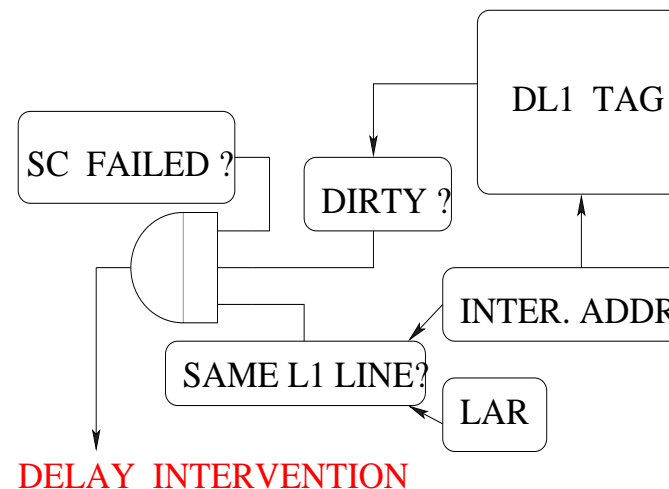 DL1 TAG
SC FAILED ?
DIRTY ?
INTER. ADDR
SAME L1 LINE?
LAR
DELAY INTERVENTION